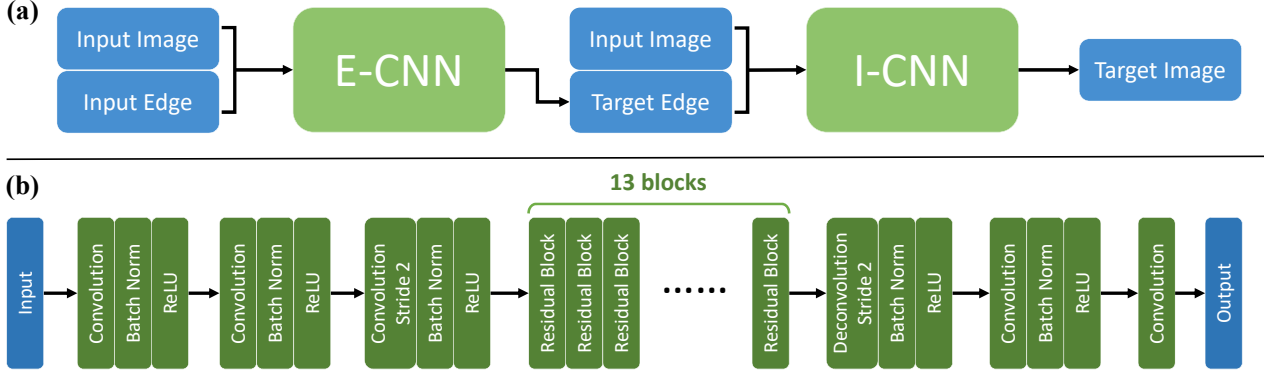 (a)
Input Image
Input Edge
E-CNN
Input Image
Target Edge
I-CNN
Target Image
(b)
13 blocks
Input
Convolution
Batch Norm
ReLU
Convolution
Batch Norm
ReLU
Convolution
Stride 2
Batch Norm
ReLU
Residual Block
Residual Block
Residual Block
......
Residual Block
Deconvolution
Stride 2
Batch Norm
ReLU
Convolution
Batch Norm
ReLU
Convolution
Output